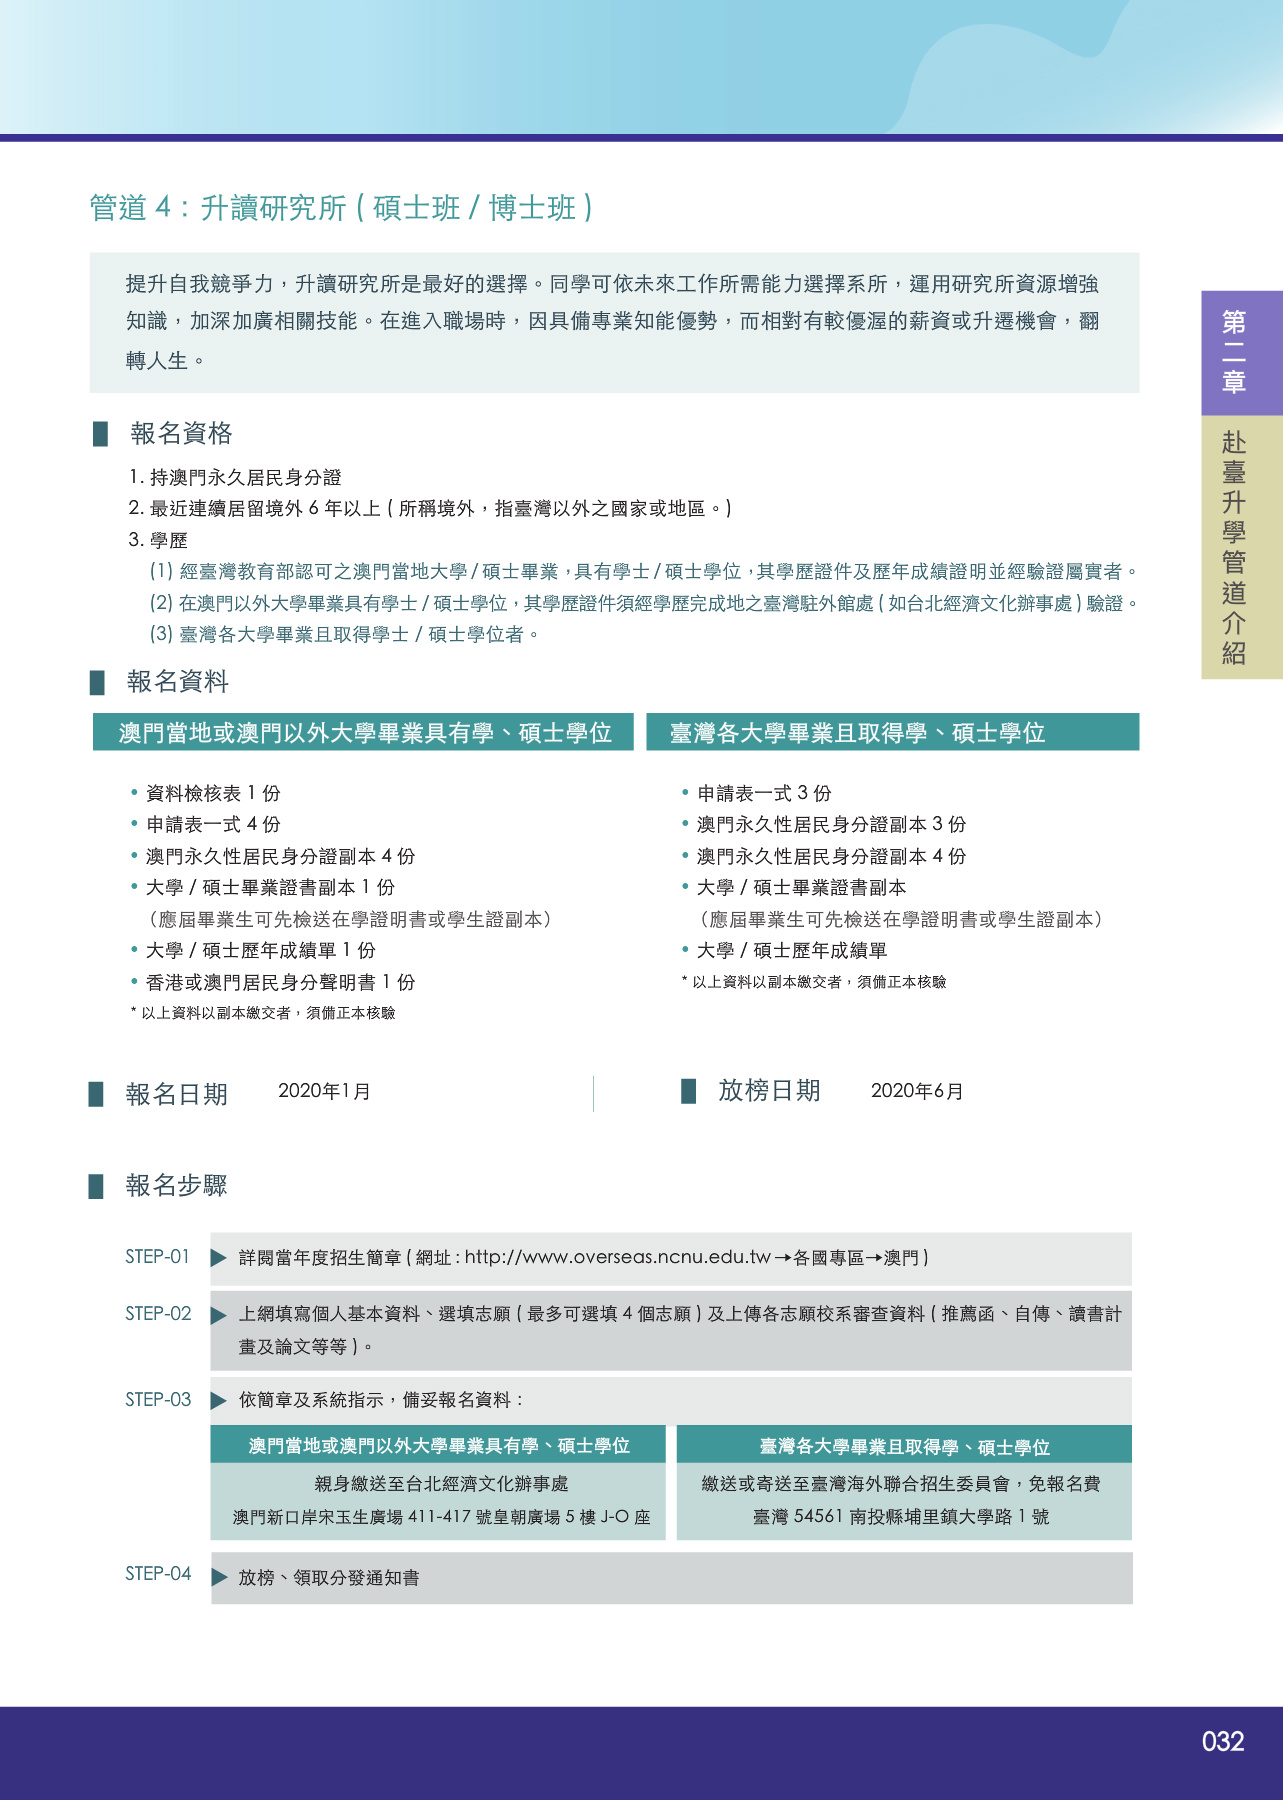 管道 4：升讀研究所 ( 碩士班 / 博士班 )
提升自我競爭力，升讀研究所是最好的選擇。同學可依未來工作所需能力選擇系所，運用研究所資源增強
知識，加深加廣相關技能。在進入職場時，因具備專業知能優勢，而相對有較優渥的薪資或升遷機會，翻
轉人生。
第二章
赴臺升學管道介紹
報名資格
1. 持澳門永久居民身分證
2. 最近連續居留境外 6 年以上 ( 所稱境外，指臺灣以外之國家或地區。)
3. 學歷
(1) 經臺灣教育部認可之澳門當地大學 / 碩士畢業，具有學士 / 碩士學位，其學歷證件及歷年成績證明並經驗證屬實者。
(2) 在澳門以外大學畢業具有學士 / 碩士學位，其學歷證件須經學歷完成地之臺灣駐外館處 ( 如台北經濟文化辦事處 ) 驗證。
(3) 臺灣各大學畢業且取得學士 / 碩士學位者。
報名資料
澳門當地或澳門以外大學畢業具有學、碩士學位
• 資料檢核表 1 份
• 申請表一式 4 份
• 澳門永久性居民身分證副本 4 份
• 大學 / 碩士畢業證書副本 1 份
（應屆畢業生可先檢送在學證明書或學生證副本）
• 大學 / 碩士歷年成績單 1 份
• 香港或澳門居民身分聲明書 1 份
* 以上資料以副本繳交者，須備正本核驗
臺灣各大學畢業且取得學、碩士學位
• 申請表一式 3 份
• 澳門永久性居民身分證副本 3 份
• 澳門永久性居民身分證副本 4 份
• 大學 / 碩士畢業證書副本
（應屆畢業生可先檢送在學證明書或學生證副本）
• 大學 / 碩士歷年成績單
* 以上資料以副本繳交者，須備正本核驗
報名日期 2020年1月
放榜日期 2020年6月
報名步驟
STEP-01 ▶ 詳閱當年度招生簡章 ( 網址 : http://www.overseas.ncnu.edu.tw→各國專區→澳門 )
STEP-02 ▶ 上網填寫個人基本資料、選填志願 ( 最多可選填 4 個志願 ) 及上傳各志願校系審查資料 ( 推薦函、自傳、讀書計
畫及論文等等 )。
STEP-03 ▶ 依簡章及系統指示，備妥報名資料：
澳門當地或澳門以外大學畢業具有學、碩士學位
親身繳送至台北經濟文化辦事處
澳門新口岸宋玉生廣場 411-417 號皇朝廣場 5 樓 J-O 座
臺灣各大學畢業且取得學、碩士學位
繳送或寄送至臺灣海外聯合招生委員會，免報名費
臺灣 54561 南投縣埔里鎮大學路 1 號
STEP-04 ▶ 放榜、領取分發通知書
032